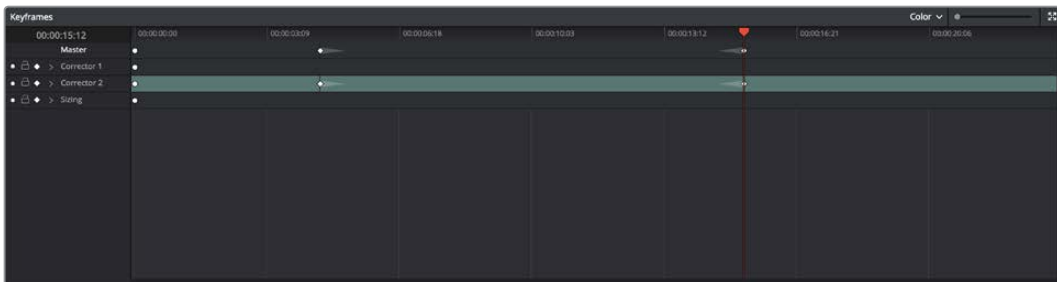 Keyframes
Color
00:00:15:12
00:00:00:00
00:00:03:09
00:00:06:18
00:00:10:03
00:00:13:12
00:00:16:21
00:00:20:06
Master
Corrector 1
Corrector 2
Sizing